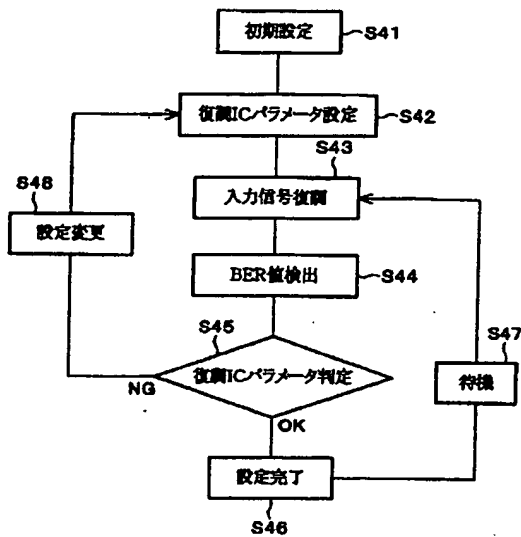 初期設定
S41
復調ICパラメータ設定
S42
S43
入力信号復調
S48
設定変更
BER値検出
S44
S45
復調ICパラメータ判定
NG
OK
S47
待機
設定完了
S46